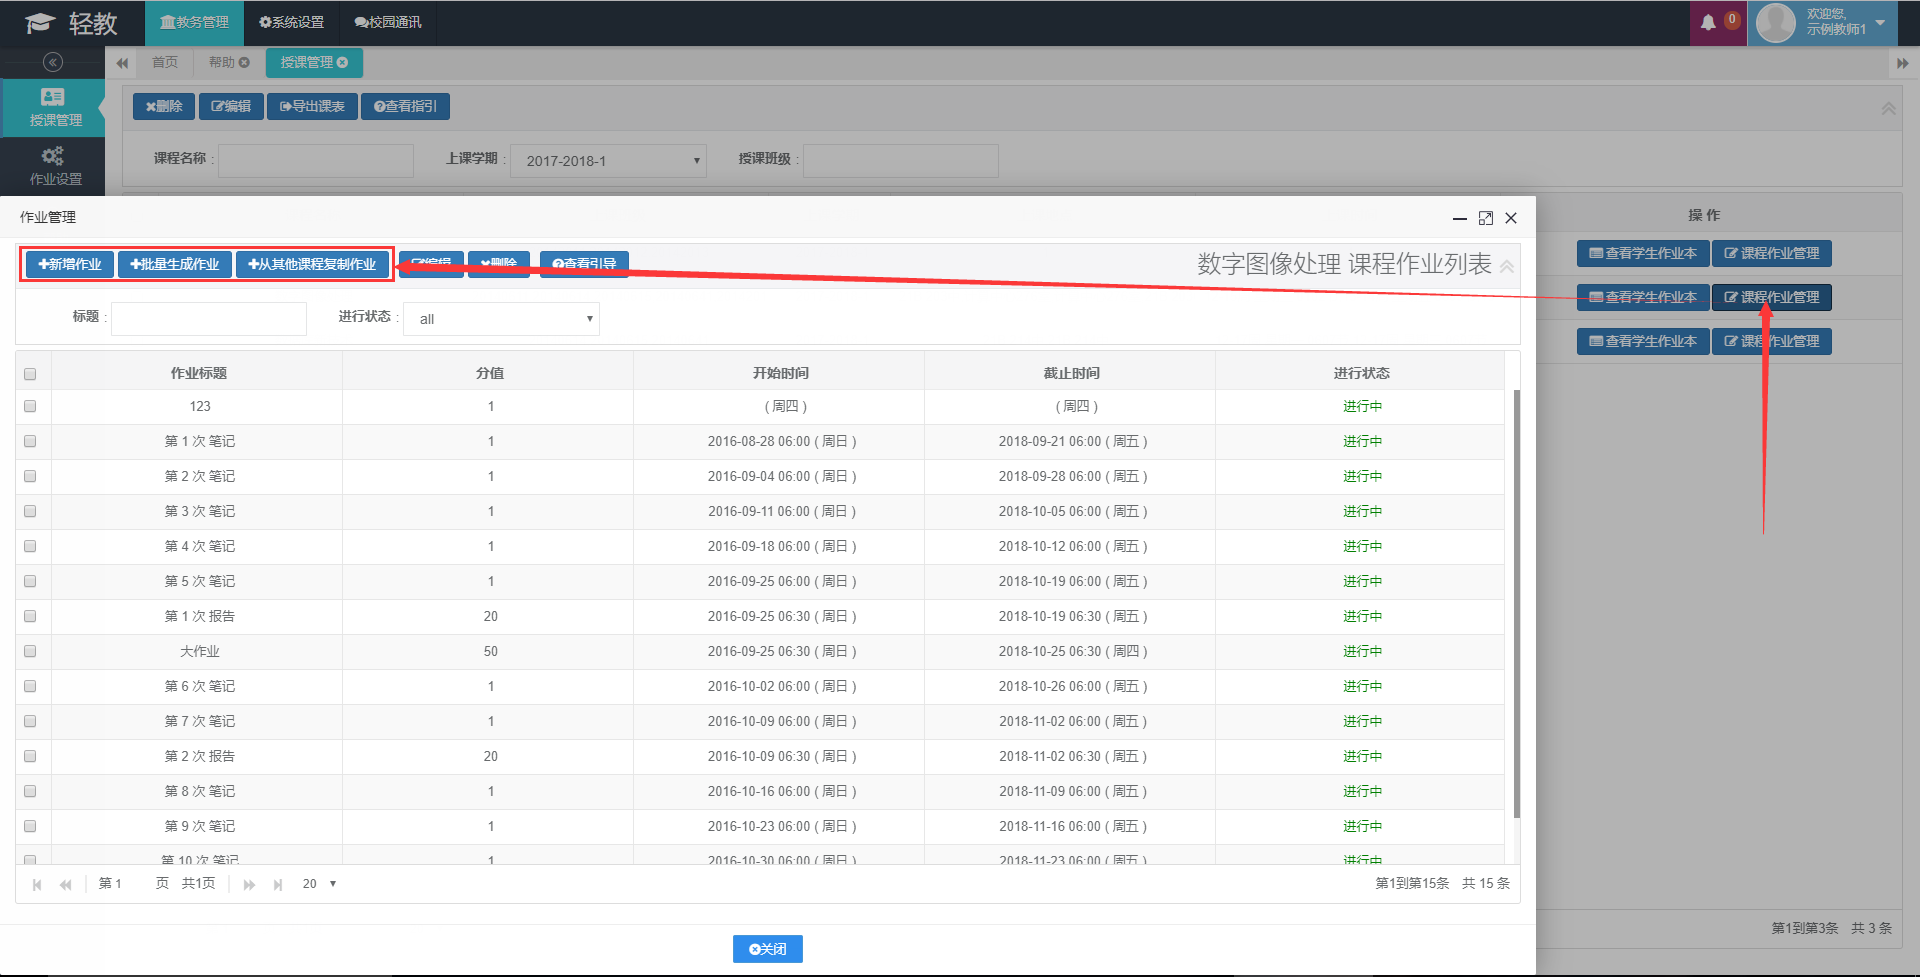 轻教 教务管理 系统设置 校园通讯 0 欢迎您, 示例教师1
首页 帮助 授课管理
授课管理
作业设置
删除 编辑 导出课表 查看指引
课程名称 : 上课学期 : 2017-2018-1 授课班级 :
操 作
查看学生作业本 课程作业管理
查看学生作业本 课程作业管理
查看学生作业本 课程作业管理
第1到第3条 共 3 条
作业管理
新增作业 批量生成作业 从其他课程复制作业 编辑 删除 查看引导 数字图像处理 课程作业列表
标题 : 进行状态 : all
作业标题 分值 开始时间 截止时间 进行状态
123 1 ( 周四 ) ( 周四 ) 进行中
第 1 次 笔记 1 2016-08-28 06:00 ( 周日 ) 2018-09-21 06:00 ( 周五 ) 进行中
第 2 次 笔记 1 2016-09-04 06:00 ( 周日 ) 2018-09-28 06:00 ( 周五 ) 进行中
第 3 次 笔记 1 2016-09-11 06:00 ( 周日 ) 2018-10-05 06:00 ( 周五 ) 进行中
第 4 次 笔记 1 2016-09-18 06:00 ( 周日 ) 2018-10-12 06:00 ( 周五 ) 进行中
第 5 次 笔记 1 2016-09-25 06:00 ( 周日 ) 2018-10-19 06:00 ( 周五 ) 进行中
第 1 次 报告 20 2016-09-25 06:30 ( 周日 ) 2018-10-19 06:30 ( 周五 ) 进行中
大作业 50 2016-09-25 06:30 ( 周日 ) 2018-10-25 06:30 ( 周四 ) 进行中
第 6 次 笔记 1 2016-10-02 06:00 ( 周日 ) 2018-10-26 06:00 ( 周五 ) 进行中
第 7 次 笔记 1 2016-10-09 06:00 ( 周日 ) 2018-11-02 06:00 ( 周五 ) 进行中
第 2 次 报告 20 2016-10-09 06:30 ( 周日 ) 2018-11-02 06:30 ( 周五 ) 进行中
第 8 次 笔记 1 2016-10-16 06:00 ( 周日 ) 2018-11-09 06:00 ( 周五 ) 进行中
第 9 次 笔记 1 2016-10-23 06:00 ( 周日 ) 2018-11-16 06:00 ( 周五 ) 进行中
第 10 次 笔记 1 2016-10-30 06:00 ( 周日 ) 2018-11-23 06:00 ( 周五 ) 进行中
第 1 页 共1页 20 第1到第15条 共 15 条
关闭